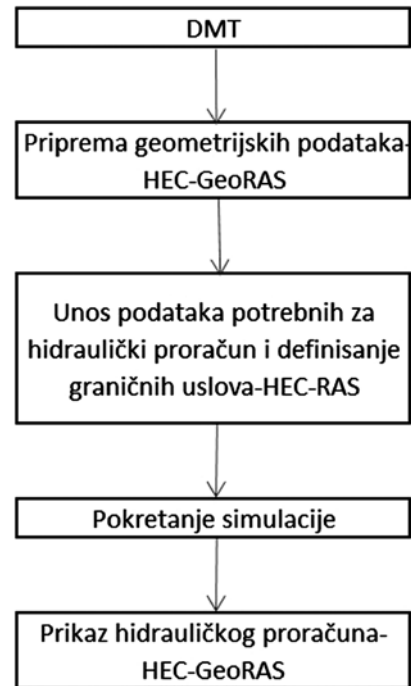 DMT
Priprema geometrijskih podataka-
HEC-GeoRAS
Unos podataka potrebnih za
hidraulički proračun i definisanje
graničnih uslova-HEC-RAS
Pokretanje simulacije
Prikaz hidrauličkog proračuna-
HEC-GeoRAS